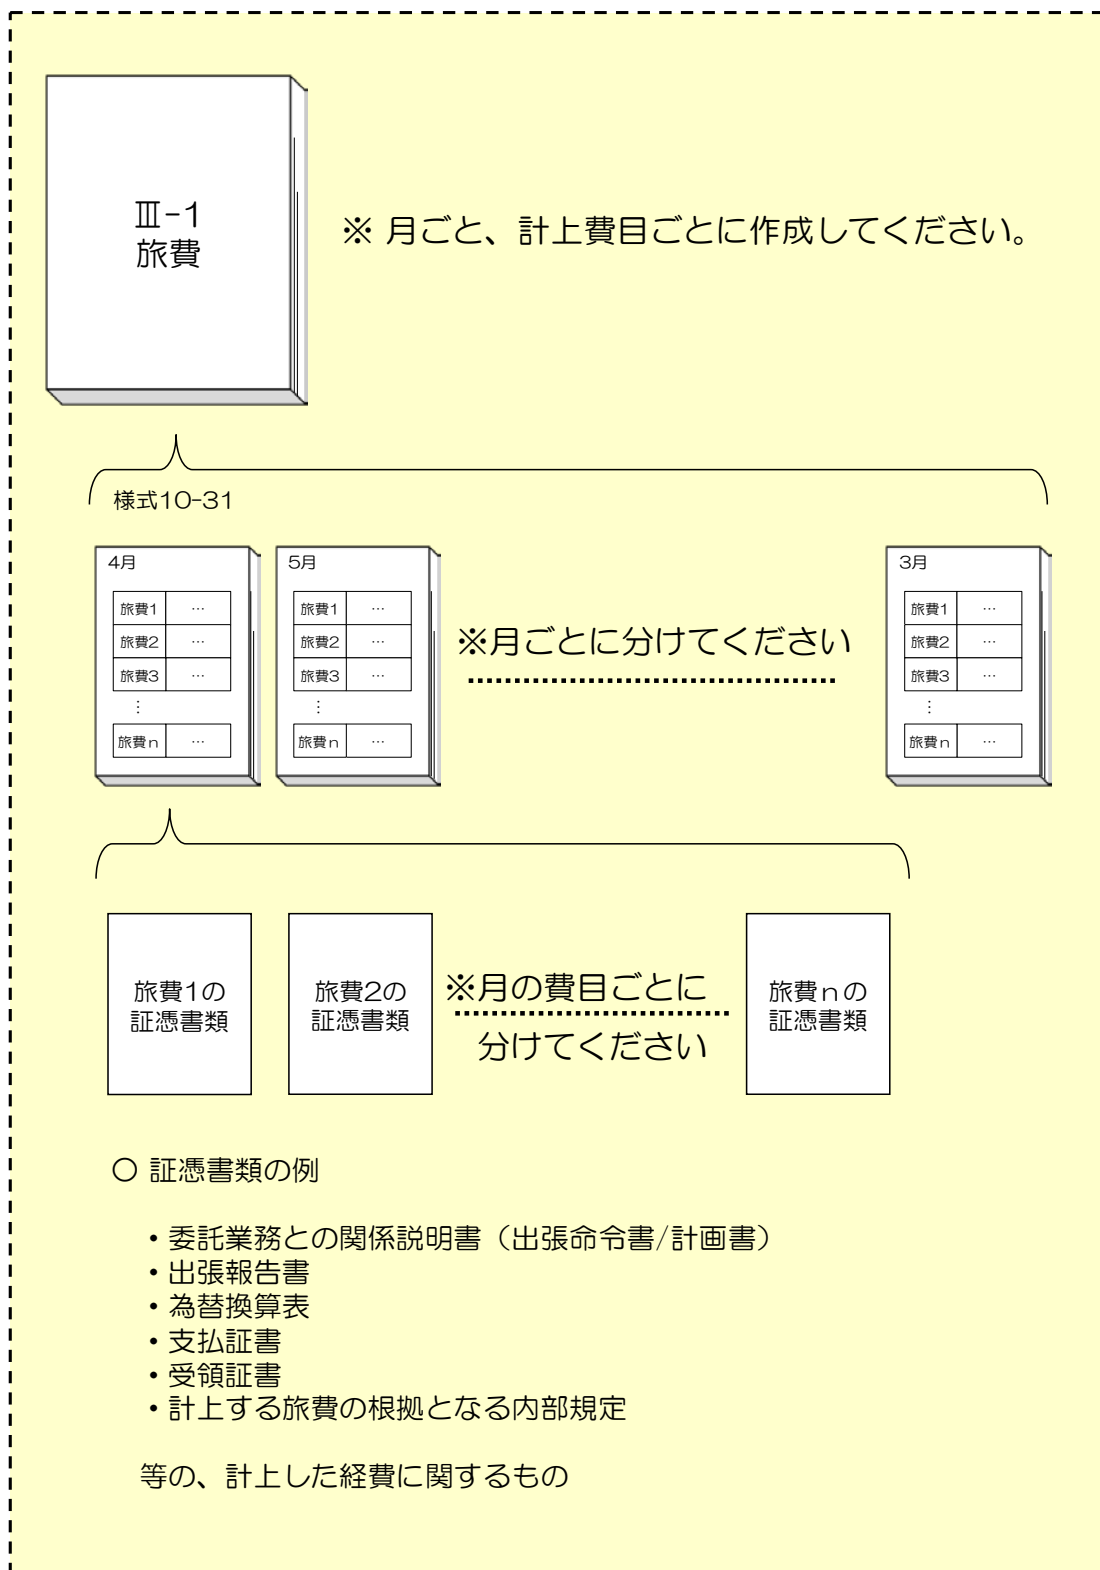 Ⅲ-1
旅費
※ 月ごと、計上費目ごとに作成してください。
様式10-31
4月
旅費1 …
旅費2 …
旅費3 …
⋮
旅費n …
5月
旅費1 …
旅費2 …
旅費3 …
⋮
旅費n …
※月ごとに分けてください
3月
旅費1 …
旅費2 …
旅費3 …
⋮
旅費n …
旅費1の
証憑書類
旅費2の
証憑書類
※月の費目ごとに
分けてください
旅費nの
証憑書類
〇 証憑書類の例
・委託業務との関係説明書（出張命令書/計画書）
・出張報告書
・為替換算表
・支払証書
・受領証書
・計上する旅費の根拠となる内部規定
等の、計上した経費に関するもの